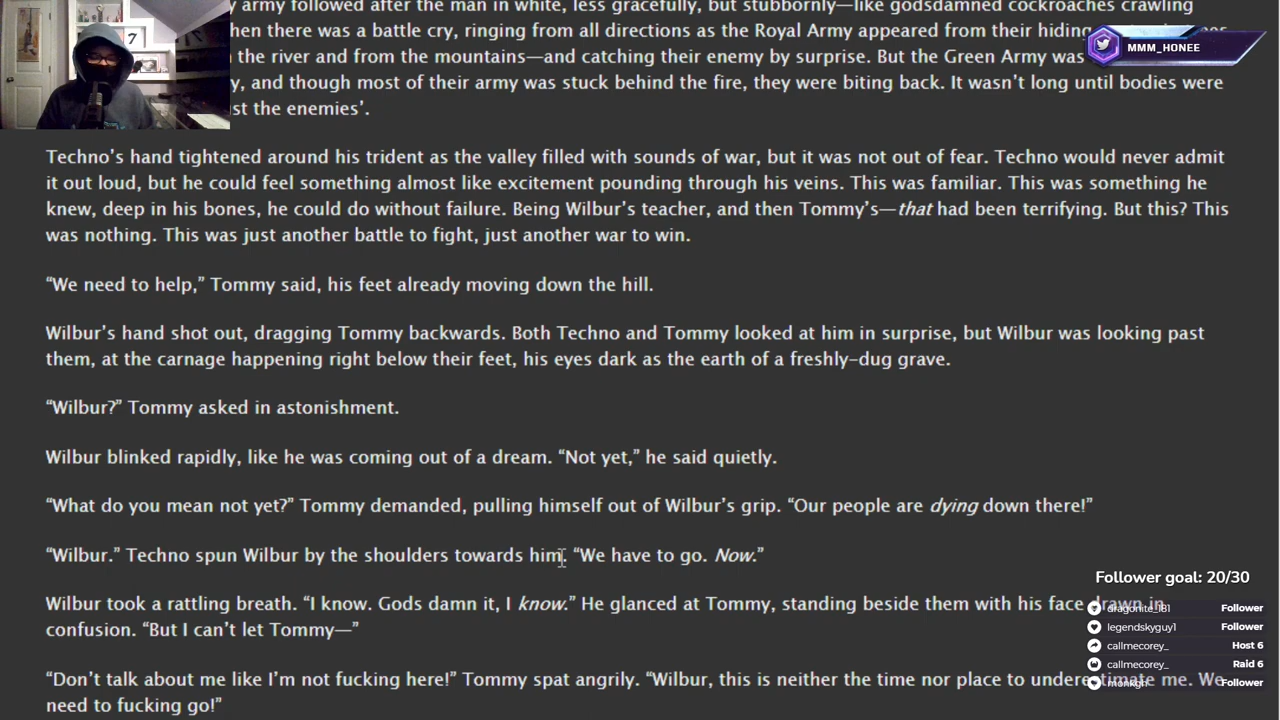 y army followed after the man in white, less gracefully, but stubbornly—like godsdamned cockroaches crawling
hen there was a battle cry, ringing from all directions as the Royal Army appeared from their hiding
MMM_HONEE
the river and from the mountains—and catching their enemy by surprise. But the Green Army was
y, and though most of their army was stuck behind the fire, they were biting back. It wasn’t long until bodies were
st the enemies’.
Techno’s hand tightened around his trident as the valley filled with sounds of war, but it was not out of fear. Techno would never admit
it out loud, but he could feel something almost like excitement pounding through his veins. This was familiar. This was something he
knew, deep in his bones, he could do without failure. Being Wilbur’s teacher, and then Tommy’s—that had been terrifying. But this? This
was nothing. This was just another battle to fight, just another war to win.
“We need to help,” Tommy said, his feet already moving down the hill.
Wilbur’s hand shot out, dragging Tommy backwards. Both Techno and Tommy looked at him in surprise, but Wilbur was looking past
them, at the carnage happening right below their feet, his eyes dark as the earth of a freshly-dug grave.
“Wilbur?” Tommy asked in astonishment.
Wilbur blinked rapidly, like he was coming out of a dream. “Not yet,” he said quietly.
“What do you mean not yet?” Tommy demanded, pulling himself out of Wilbur’s grip. “Our people are dying down there!”
“Wilbur.” Techno spun Wilbur by the shoulders towards him. “We have to go. Now.”
Follower goal: 20/30
Wilbur took a rattling breath. “I know. Gods damn it, I know.” He glanced at Tommy, standing beside them with his face drawn in
confusion. “But I can’t let Tommy—”
dragonite_181 Follower
legendskyguy1 Follower
callmecorey_ Host 6
callmecorey_ Raid 6
monkgh Follower
“Don’t talk about me like I’m not fucking here!” Tommy spat angrily. “Wilbur, this is neither the time nor place to underestimate me. We
need to fucking go!”